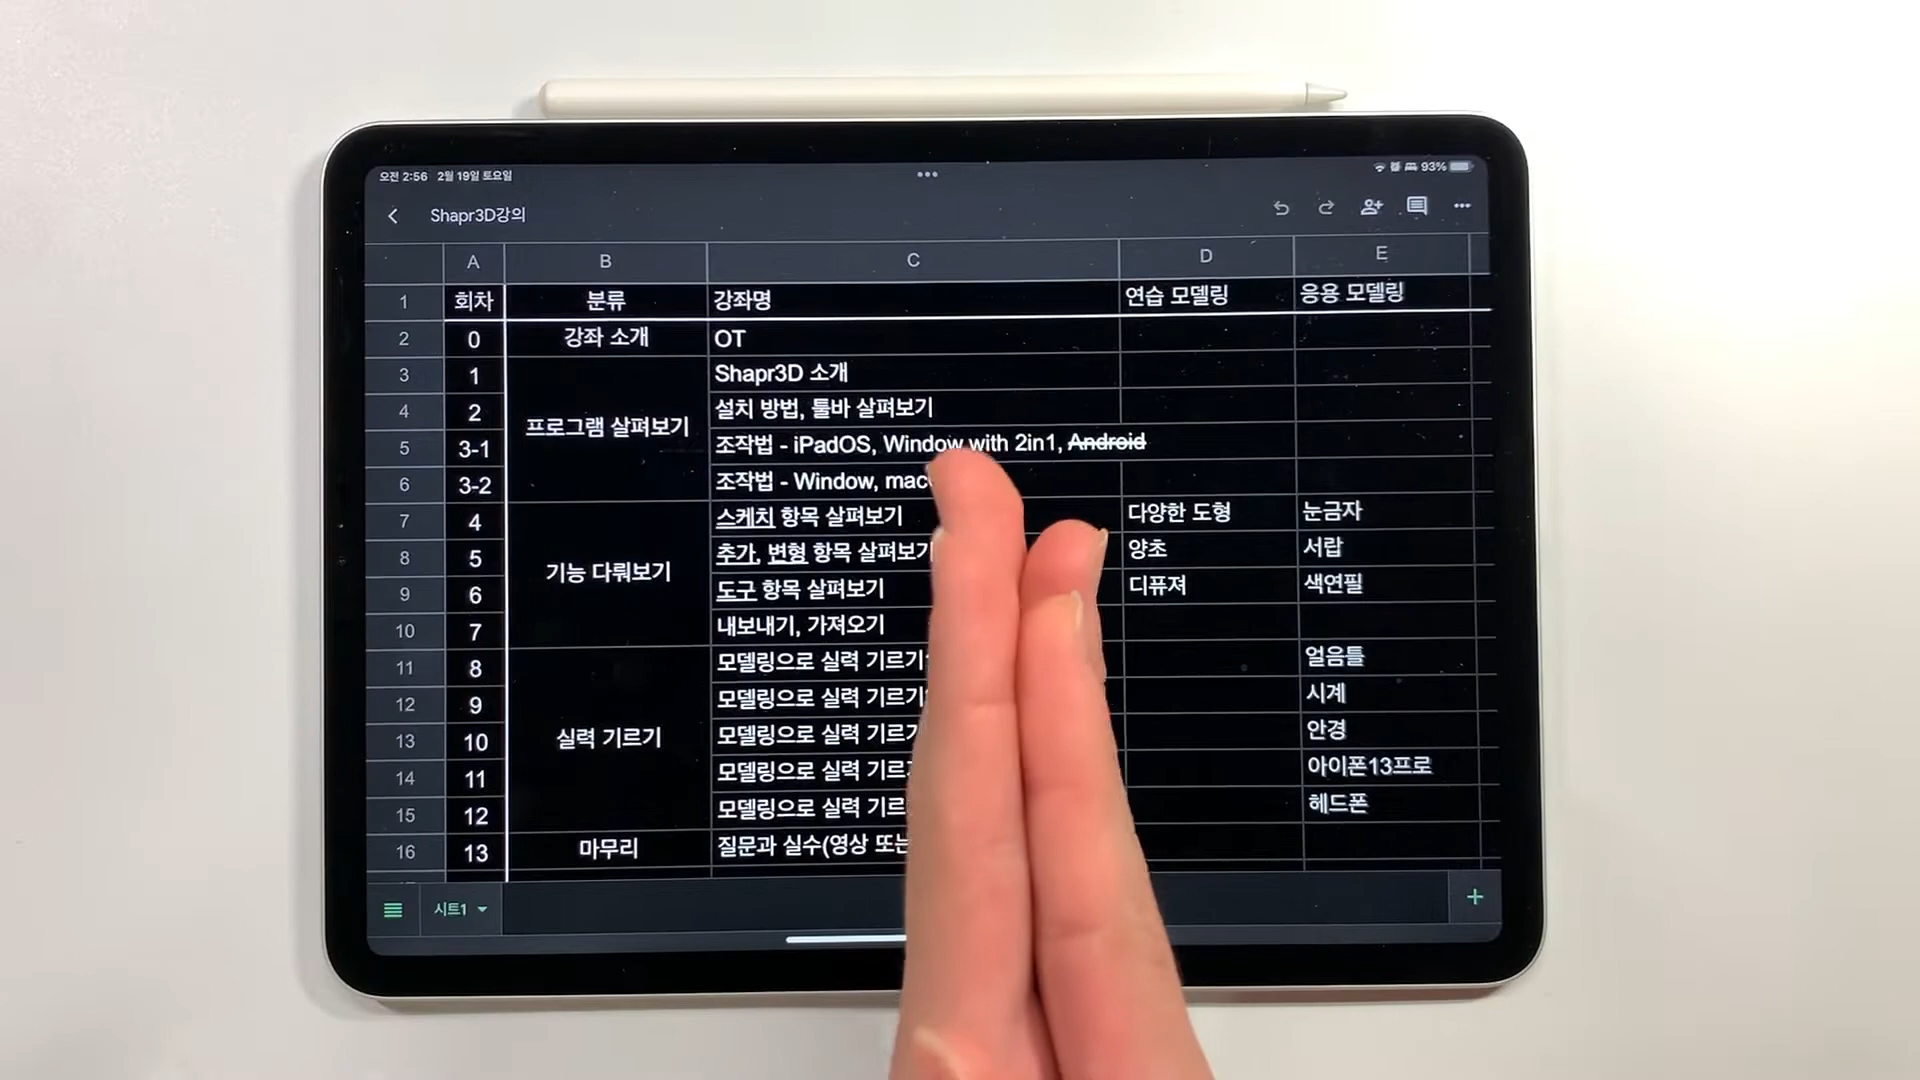 오전 2:56 2월 19일 토요일
93%
Shapr3D강의
A B C D E
1 회차 분류 강좌명 연습 모델링 응용 모델링
2 0 강좌 소개 OT
3 1 Shapr3D 소개
4 2 설치 방법, 툴바 살펴보기
프로그램 살펴보기
5 3-1 조작법 - iPadOS, Window with 2in1, Android
6 3-2 조작법 - Window,
7 4 스케치 항목 살펴보기 다양한 도형 눈금자
8 5 추가, 변형 항목 살펴보기 양초 서랍
기능 다뤄보기
9 6 도구 항목 살펴보기 디퓨져 색연필
10 7 내보내기, 가져오기
11 8 모델링으로 실력 기르기 얼음틀
12 9 모델링으로 실력 기르기 시계
13 10 실력 기르기 모델링으로 실력 안경
14 11 모델링으로 실력 아이폰13프로
15 12 모델링으로 실력 헤드폰
16 13 마무리 질문과 실수(영상 또는
시트1